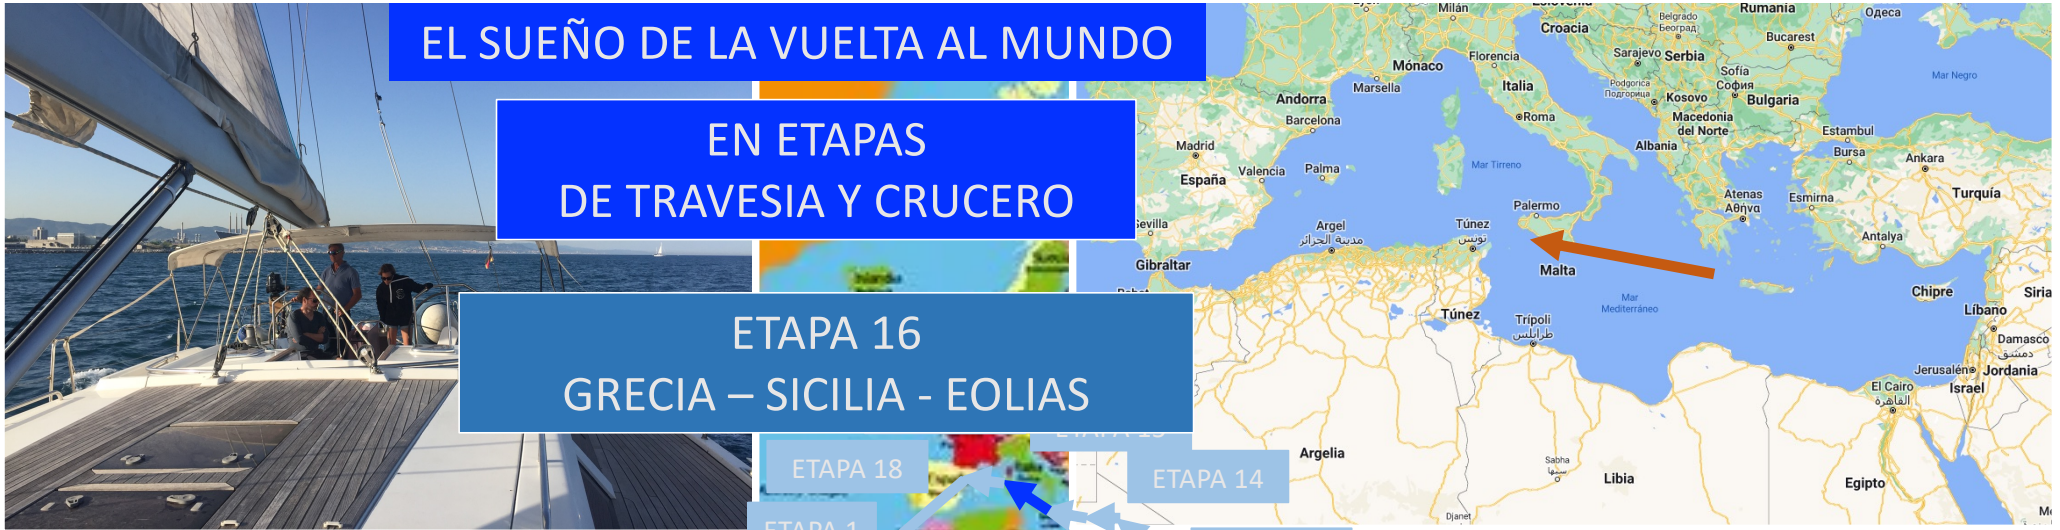 EL SUEÑO DE LA VUELTA AL MUNDO
EN ETAPAS
DE TRAVESIA Y CRUCERO
ETAPA 16
GRECIA – SICILIA - EOLIAS
ETAPA 18
ETAPA 14
ETAPA 1
Milán
Croacia
Belgrado
Београд
Rumania
Одеса
Bucarest
Sarajevo
Serbia
Mónaco
Florencia
Marsella
Italia
Podgorica
Подгорица
Kosovo
Sofía
София
Bulgaria
Mar Negro
Andorra
Barcelona
Roma
Macedonia
del Norte
Albania
Estambul
Bursa
Ankara
Madrid
España
Valencia
Palma
Mar Tirreno
Atenas
Αθήνα
Esmirna
Turquía
Palermo
Sevilla
Argel
مدينة الجزائر
Túnez
تونس
Antalya
Gibraltar
Malta
Mar
Mediterráneo
Chipre
Siria
Líbano
Túnez
Trípoli
طرابلس
Damasco
دمشق
Jerusalén
Jordania
Israel
El Cairo
القاهرة
Argelia
Sabha
سبها
Libia
Egipto
Djanet